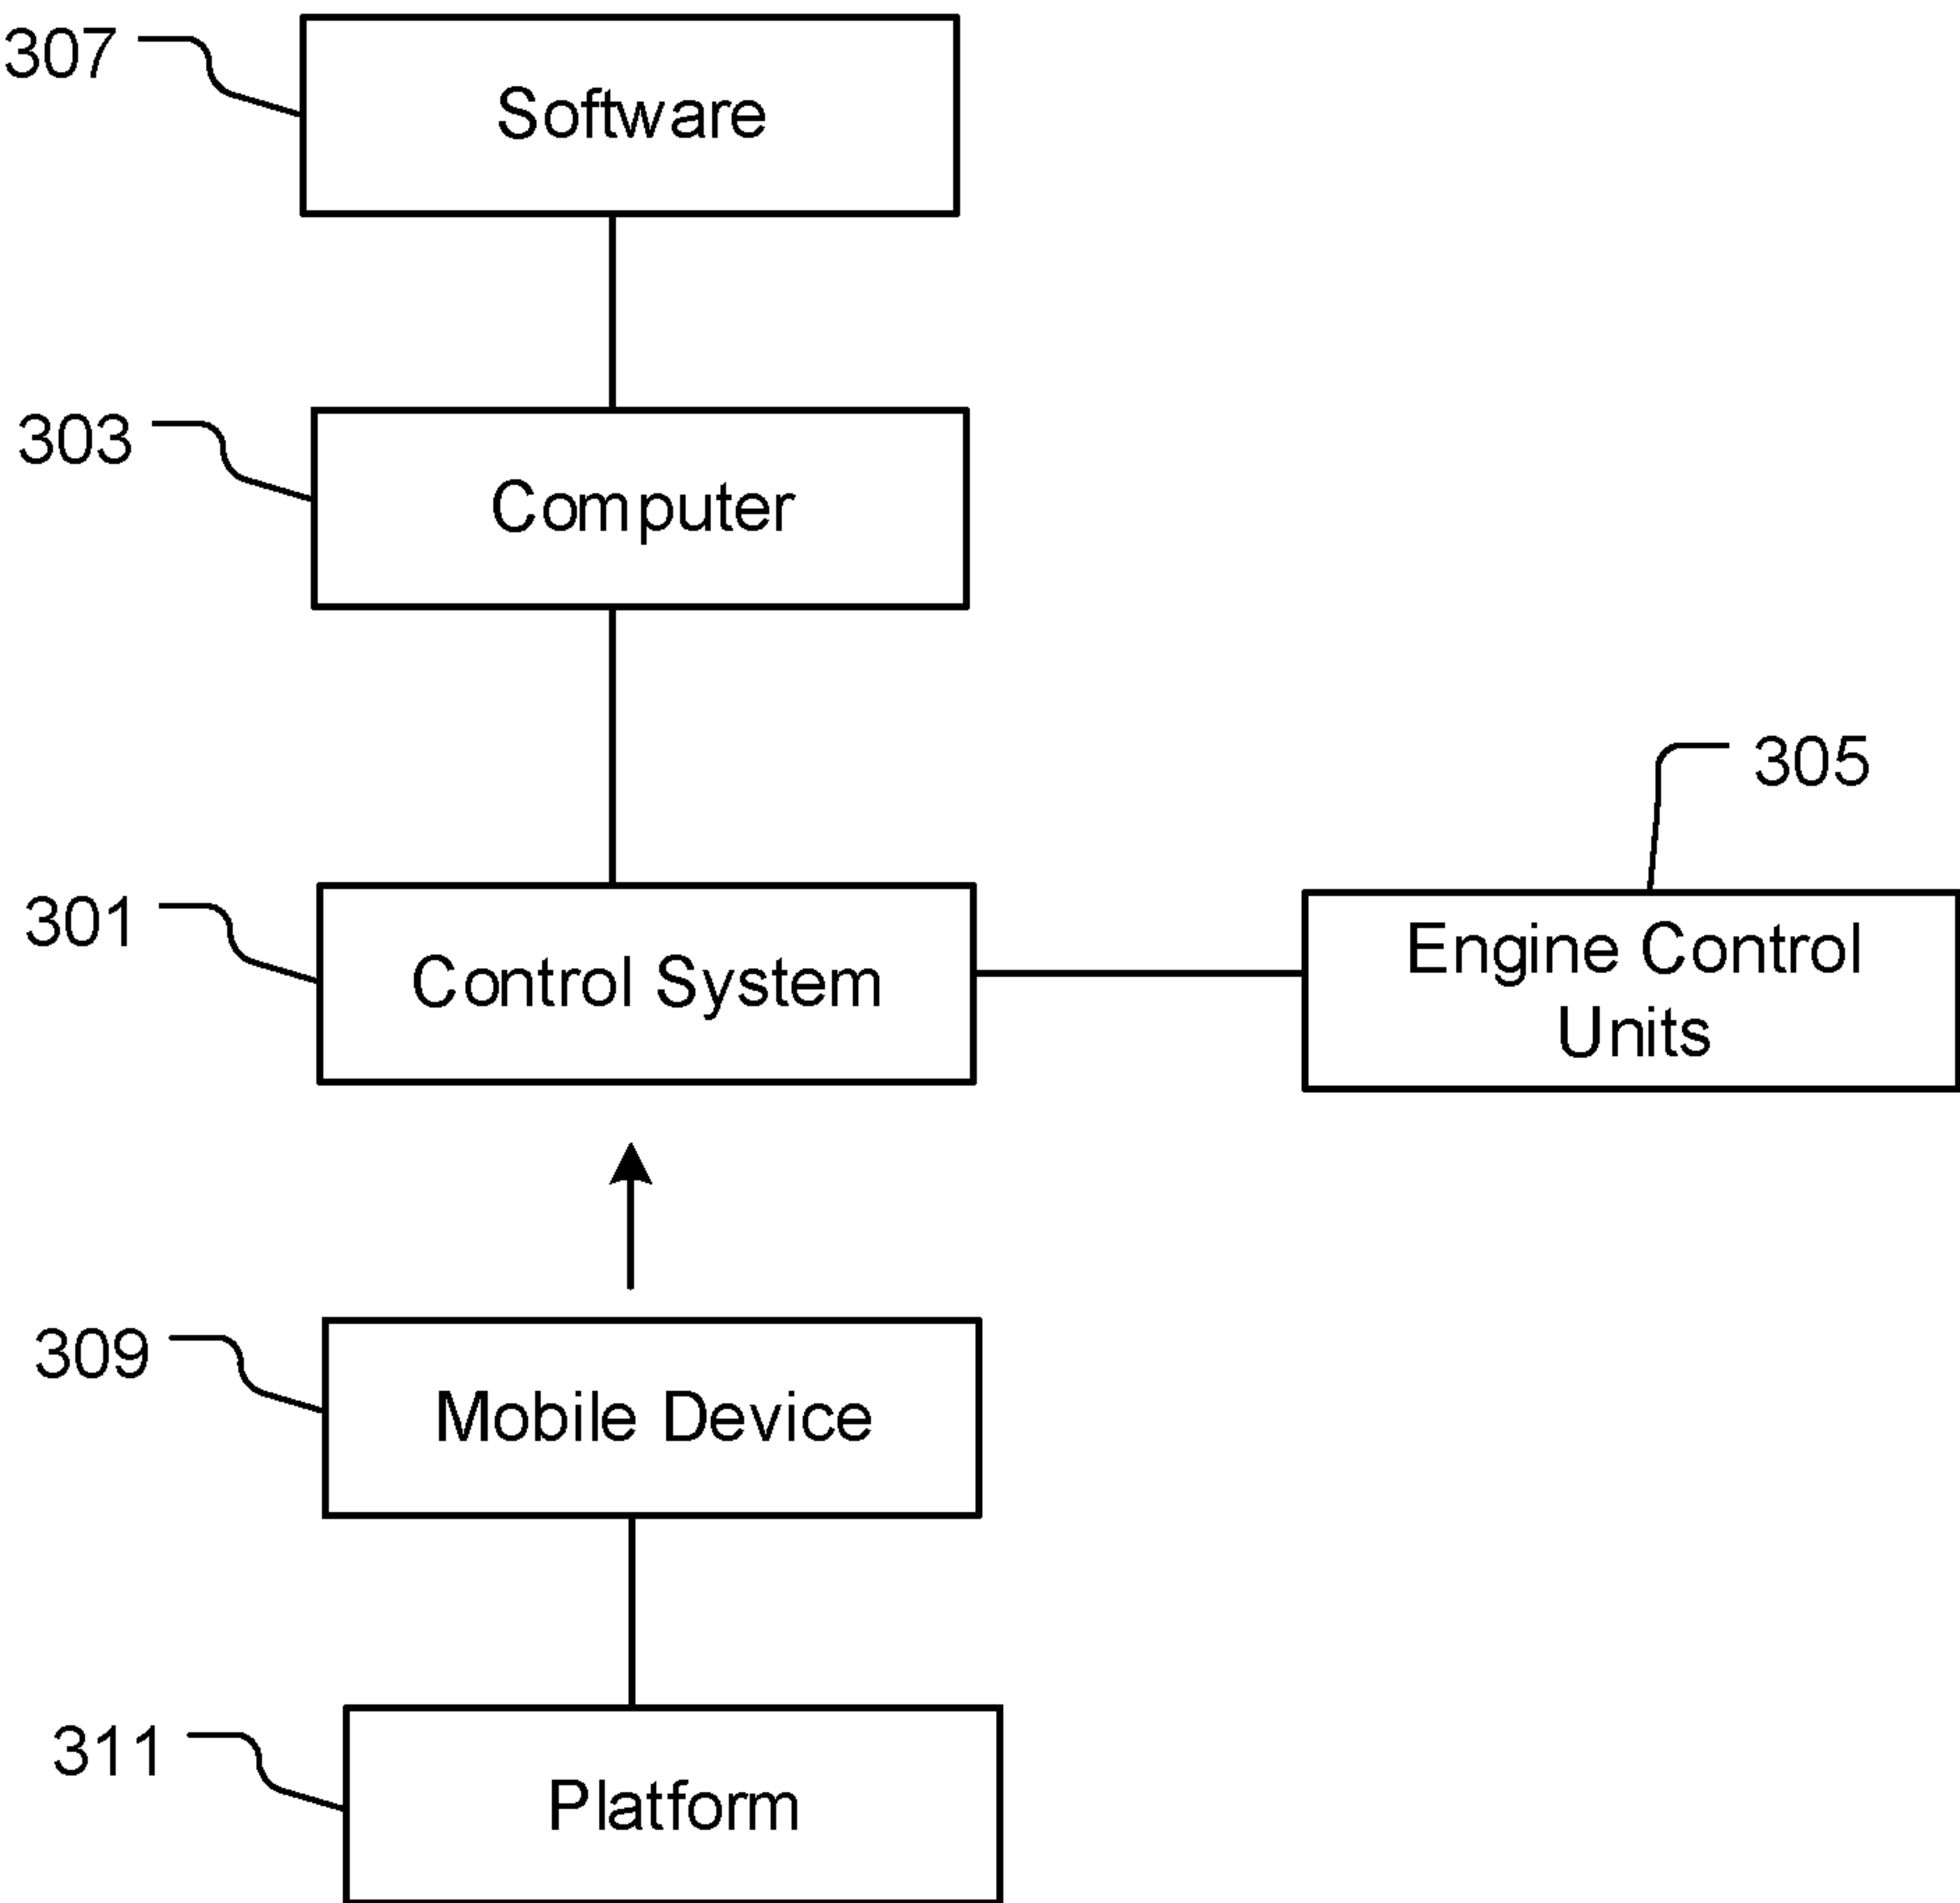 307
Software
303
Computer
305
301
Control System
Engine Control
Units
309
Mobile Device
311
Platform